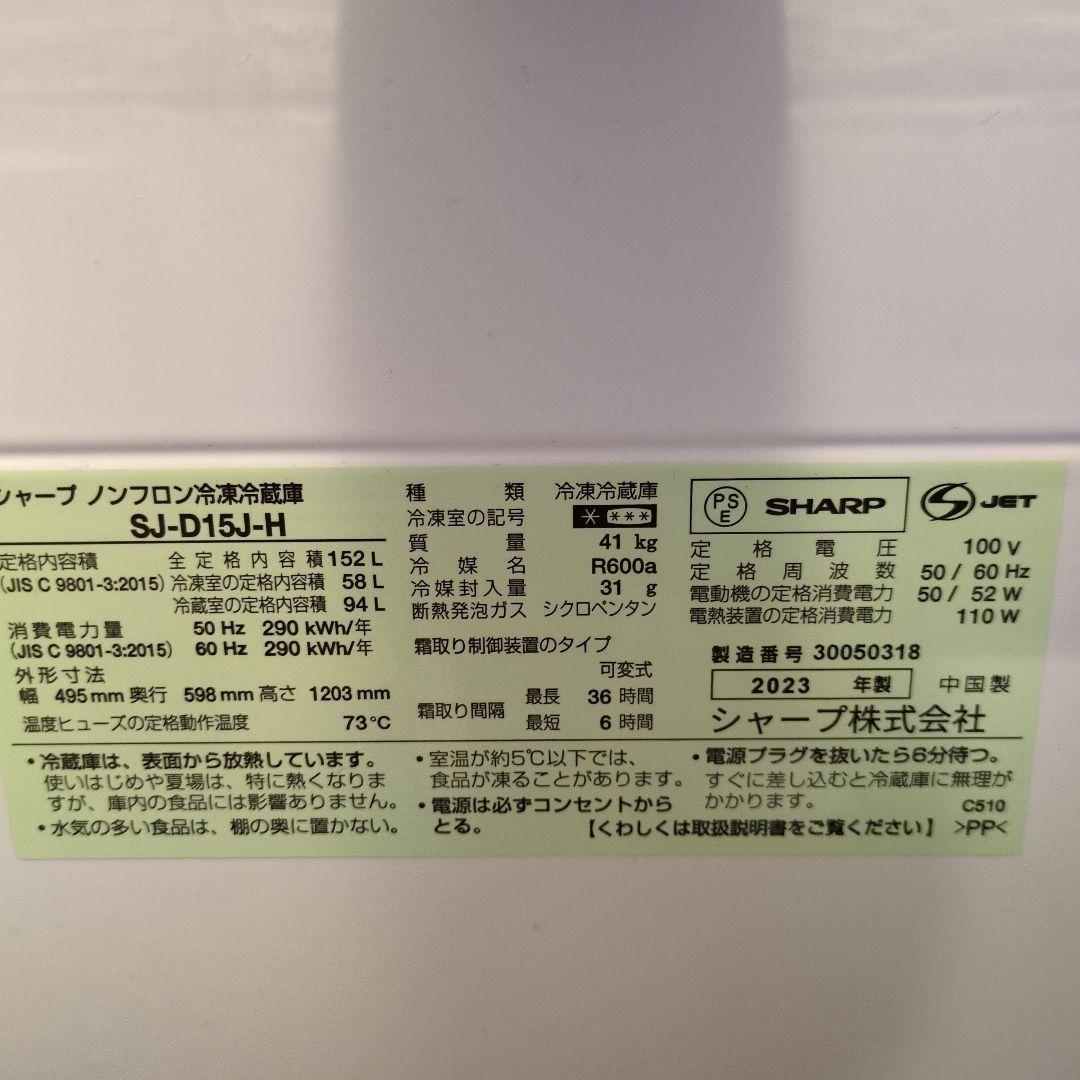 シャープ ノンフロン冷凍冷蔵庫
SJ-D15J-H
定格内容積 全定格内容積 152 L
(JIS C 9801-3:2015) 冷凍室の定格内容積 58 L
冷蔵室の定格内容積 94 L
消費電力量 50 Hz 290 kWh/年
(JIS C 9801-3:2015) 60 Hz 290 kWh/年
外形寸法
幅 495 mm 奥行 598 mm 高さ 1203 mm
温度ヒューズの定格動作温度 73℃
種類 冷凍冷蔵庫
冷凍室の記号 * ***
質量 41 kg
冷媒名 R600a
冷媒封入量 31 g
断熱発泡ガス シクロペンタン
霜取り制御装置のタイプ
可変式
霜取り間隔 最長 36 時間
最短 6 時間
PSE SHARP JET
定格電圧 100 V
定格周波数 50 / 60 Hz
電動機の定格消費電力 50 / 52 W
電熱装置の定格消費電力 110 W
製造番号 30050318
2023 年製 中国製
シャープ株式会社
・冷蔵庫は、表面から放熱しています。
使いはじめや夏場は、特に熱くなりま
すが、庫内の食品には影響ありません。
・水気の多い食品は、棚の奥に置かない。
・室温が約5℃以下では、
食品が凍ることがあります。
・電源は必ずコンセントから
とる。
・電源プラグを抜いたら6分待つ。
すぐに差し込むと冷蔵庫に無理が
かかります。 C510
【くわしくは取扱説明書をご覧ください】 >PP<